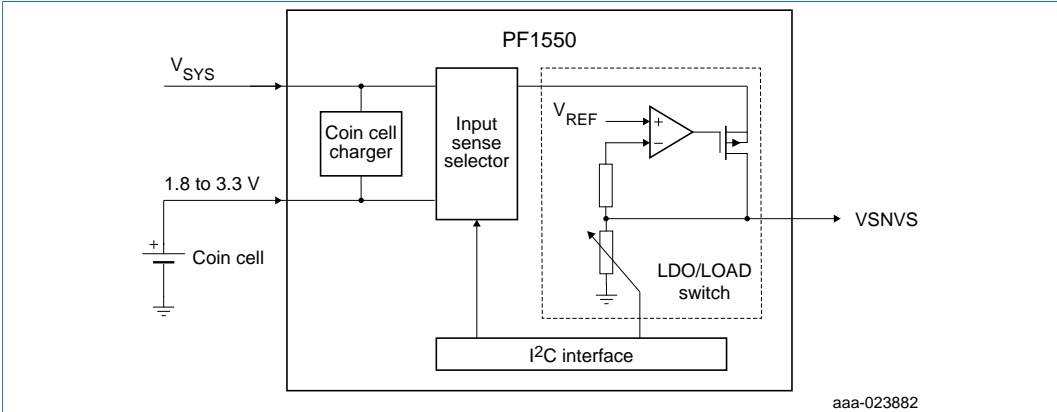 PF1550
VSYS
Coin cell
charger
Input
sense
selector
VREF
+
−
1.8 to 3.3 V
+
Coin cell
VSNVS
LDO/LOAD
switch
I2C interface
aaa-023882